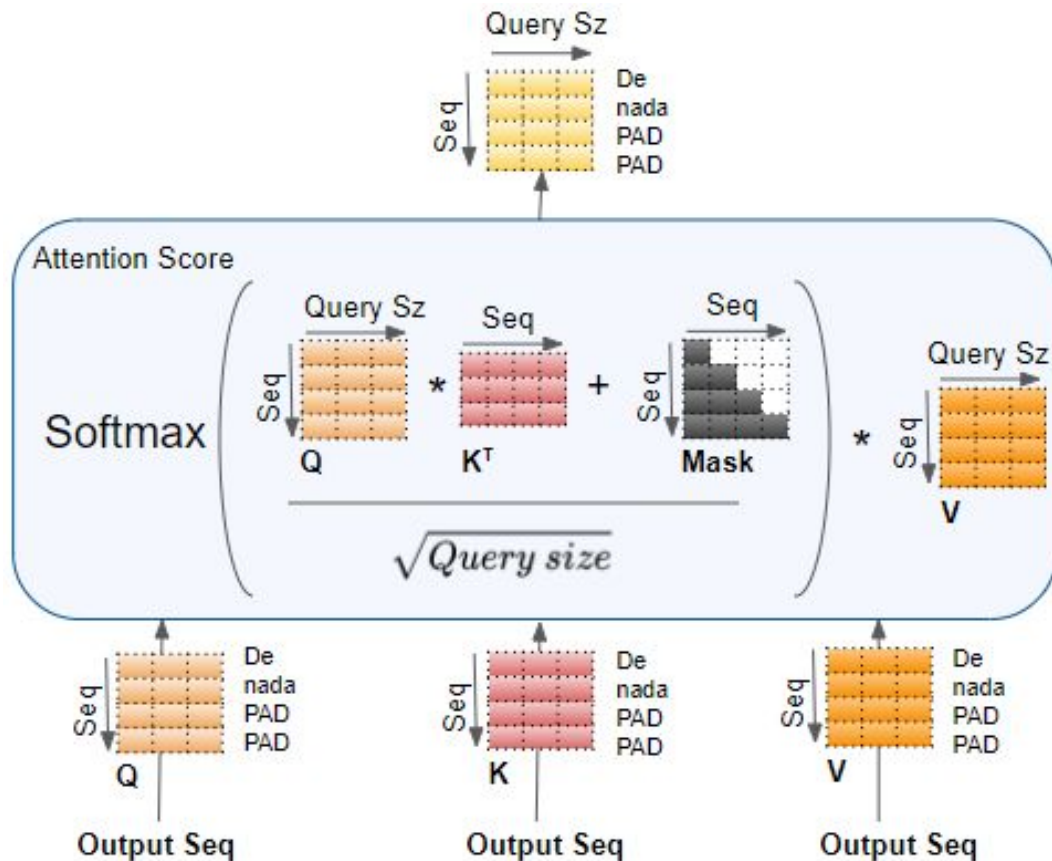 Query Sz
Seq
De
nada
PAD
PAD
Attention Score
Softmax
Query Sz
Seq
Q
*
Seq
Kᵀ
+
Seq
Seq
Mask
√Query size
*
Query Sz
Seq
V
Seq
De
nada
PAD
PAD
Q
Output Seq
Seq
De
nada
PAD
PAD
K
Output Seq
Seq
De
nada
PAD
PAD
V
Output Seq